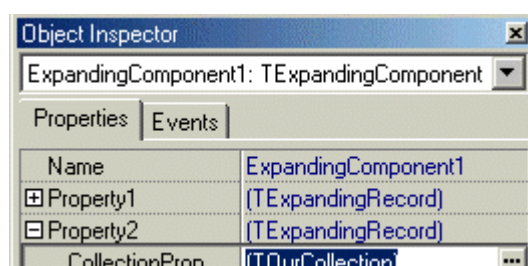 Object Inspector
ExpandingComponent1: TExpandingComponent
Properties Events
Name ExpandingComponent1
Property1 (TExpandingRecord)
Property2 (TExpandingRecord)
CollectionProp (TOurCollection)